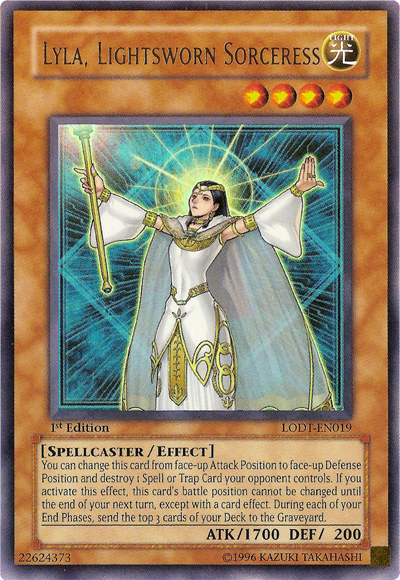 LYLA, LIGHTSWORN SORCERESS
LIGHT
光
1st Edition
LODT-EN019
[SPELLCASTER / EFFECT]
You can change this card from face-up Attack Position to face-up Defense
Position and destroy 1 Spell or Trap Card your opponent controls. If you
activate this effect, this card's battle position cannot be changed until
the end of your next turn, except with a card effect. During each of your
End Phases, send the top 3 cards of your Deck to the Graveyard.
ATK/1700 DEF/ 200
22624373
©1996 KAZUKI TAKAHASHI